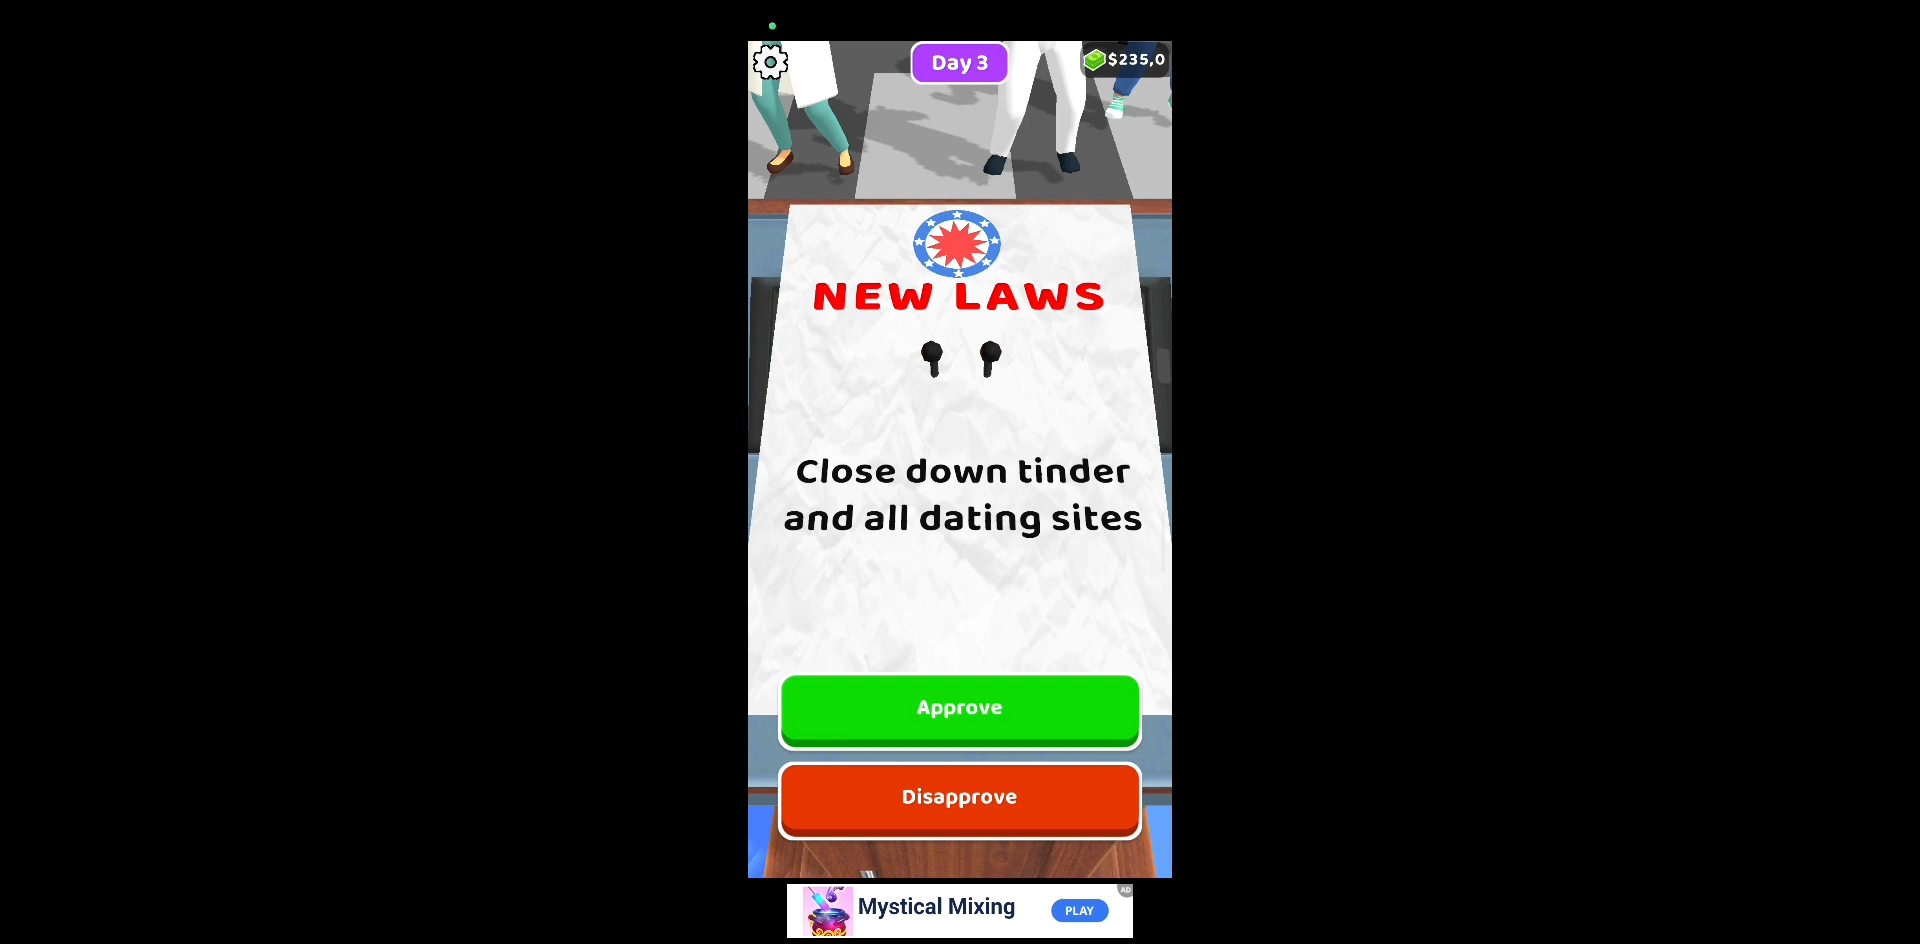 Day 3
$235,0
NEW LAWS
Close down tinder
and all dating sites
Approve
Disapprove
Mystical Mixing
PLAY
AD